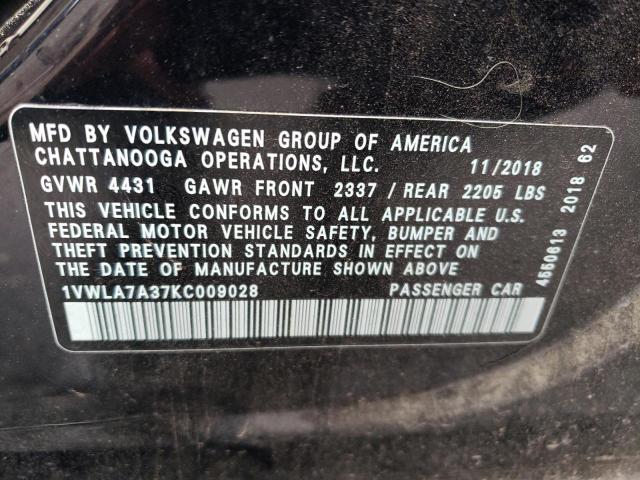 MFD BY VOLKSWAGEN GROUP OF AMERICA
CHATTANOOGA OPERATIONS, LLC. 11/2018
GVWR 4431 GAWR FRONT 2337 / REAR 2205 LBS
THIS VEHICLE CONFORMS TO ALL APPLICABLE U.S.
FEDERAL MOTOR VEHICLE SAFETY, BUMPER AND
THEFT PREVENTION STANDARDS IN EFFECT ON
THE DATE OF MANUFACTURE SHOWN ABOVE
1VWLA7A37KC009028 PASSENGER CAR
4550613 2018 62